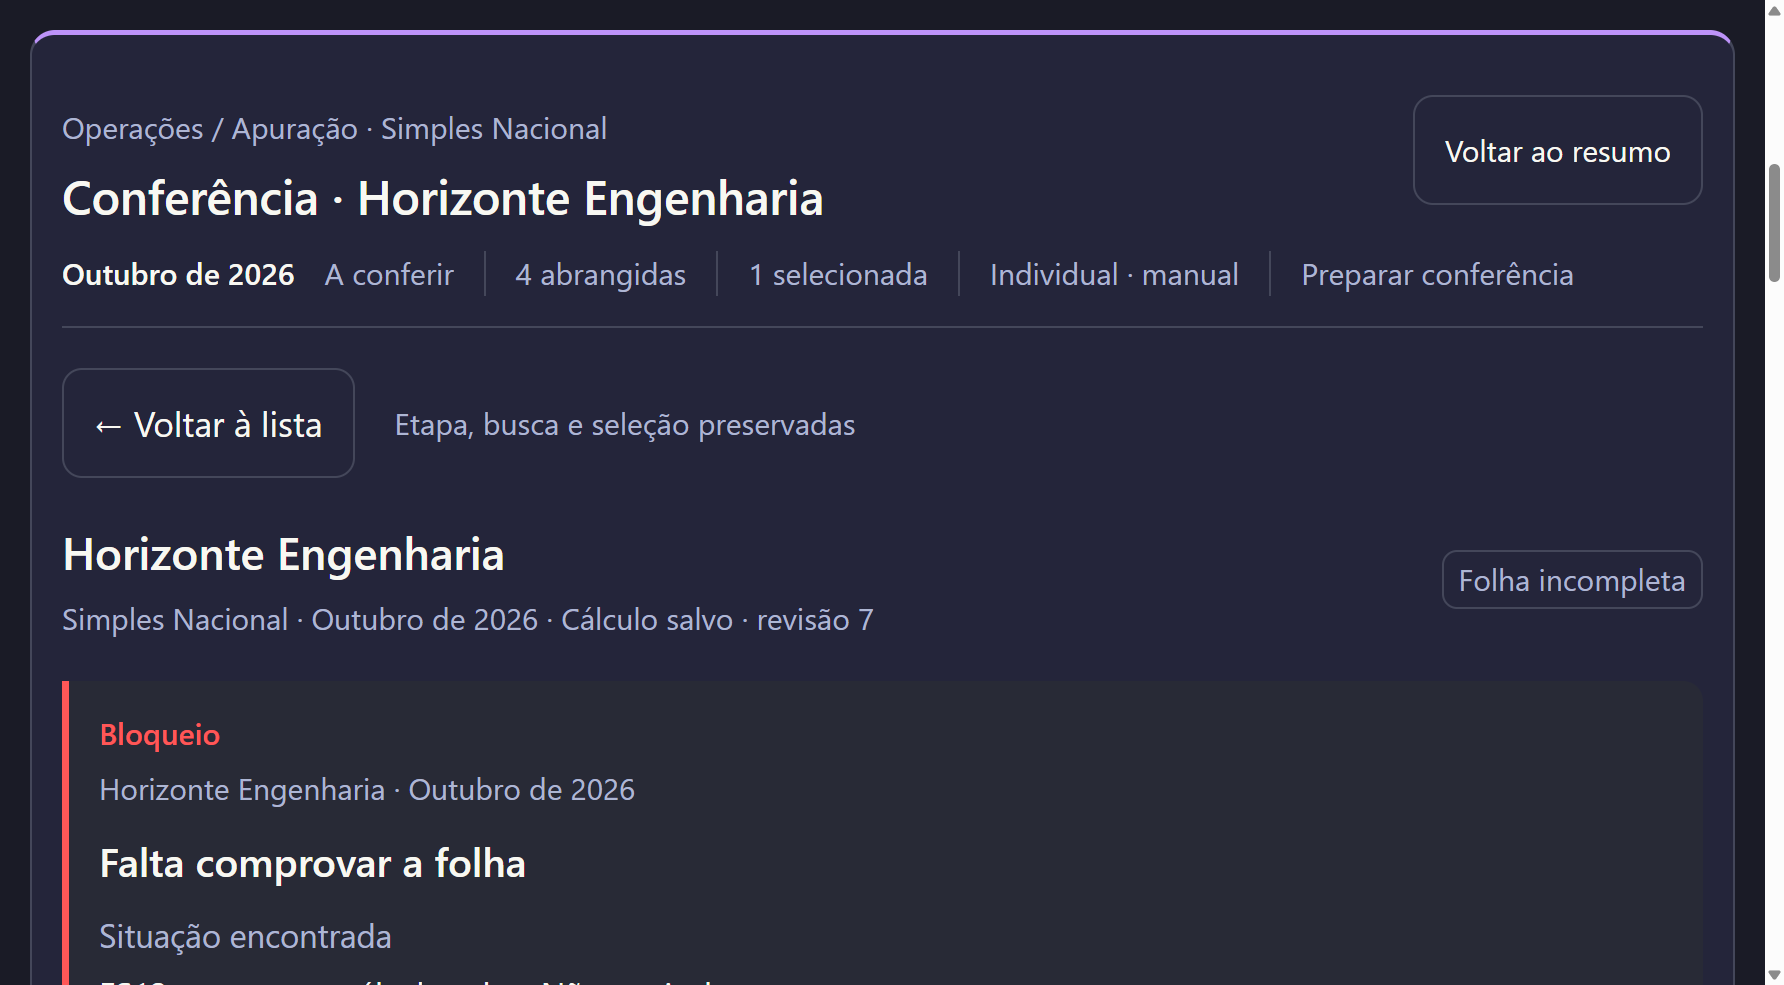 Operações / Apuração · Simples Nacional
Voltar ao resumo
Conferência · Horizonte Engenharia
Outubro de 2026 A conferir 4 abrangidas 1 selecionada Individual · manual Preparar conferência
← Voltar à lista
Etapa, busca e seleção preservadas
Horizonte Engenharia
Folha incompleta
Simples Nacional · Outubro de 2026 · Cálculo salvo · revisão 7
Bloqueio
Horizonte Engenharia · Outubro de 2026
Falta comprovar a folha
Situação encontrada